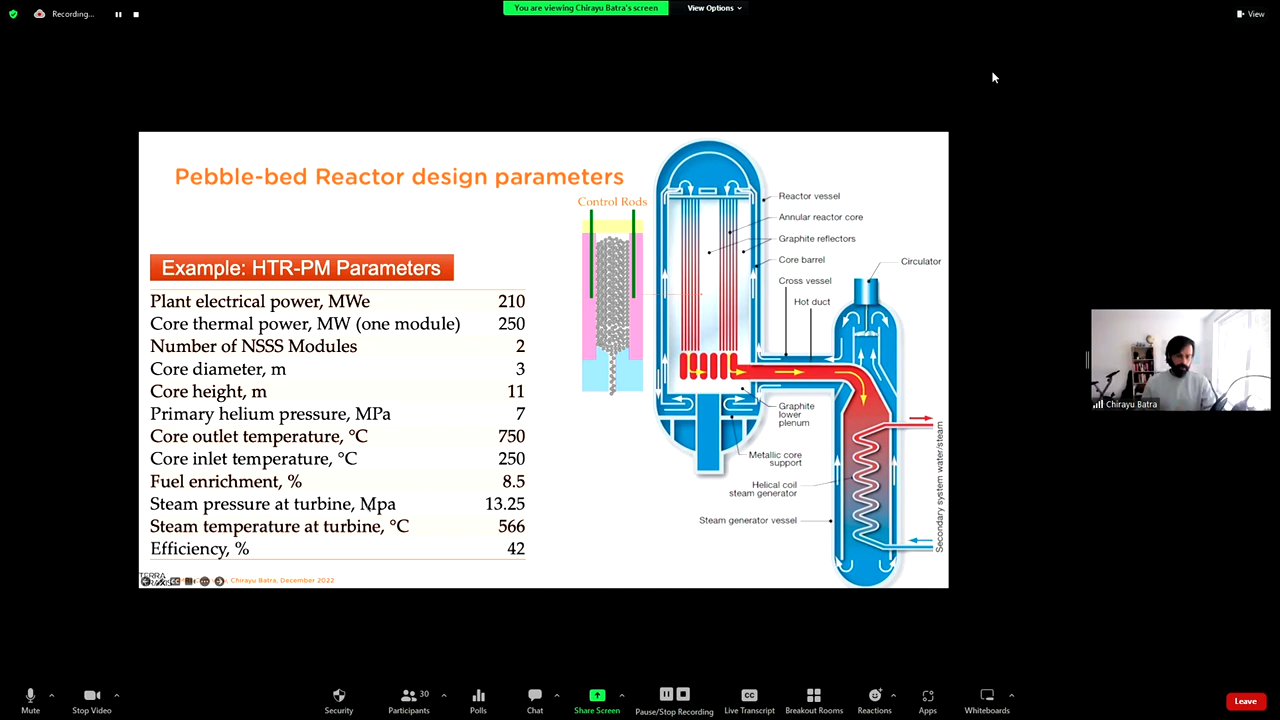 Recording...
You are viewing Chirayu Batra's screen
View Options
View
Pebble-bed Reactor design parameters
Control Rods
Example: HTR-PM Parameters
Plant electrical power, MWe 210
Core thermal power, MW (one module) 250
Number of NSSS Modules 2
Core diameter, m 3
Core height, m 11
Primary helium pressure, MPa 7
Core outlet temperature, °C 750
Core inlet temperature, °C 250
Fuel enrichment, % 8.5
Steam pressure at turbine, Mpa 13.25
Steam temperature at turbine, °C 566
Efficiency, % 42
Reactor vessel
Annular reactor core
Graphite reflectors
Core barrel
Cross vessel
Hot duct
Circulator
Graphite
lower
plenum
Metallic core
support
Helical coil
steam generator
Steam generator vessel
Secondary system water/steam
TERRA
Chirayu Batra, December 2022
Chirayu Batra
Mute
Stop Video
Security
30
Participants
Polls
Chat
Share Screen
Pause/Stop Recording
CC
Live Transcript
Breakout Rooms
Reactions
Apps
Whiteboards
Leave